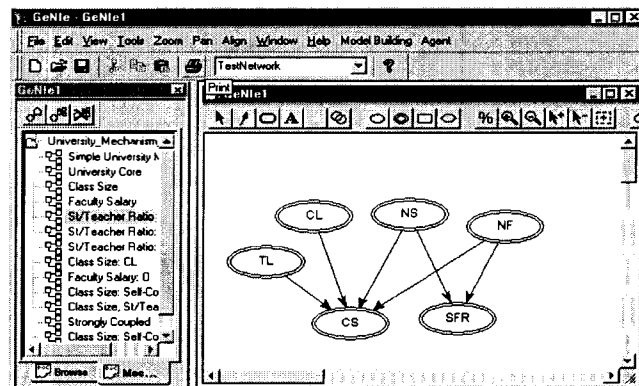 GeNIe - GeNIe1
File Edit View Tools Zoom Pan Align Window Help Model Building Agent
TestNetwork
GeNIe1
Print
GeNIe1
A
%
University_Mechanism_
Simple University M
University Core
Class Size
Faculty Salary
St/Teacher Ratio
St/Teacher Ratio:
St/Teacher Ratio:
Class Size: CL
Faculty Salary: O
Class Size: Self-Co
Class Size, St/Tea
Strongly Coupled
Class Size: Self-Co
Browse
Mec...
CL
NS
NF
TL
CS
SFR